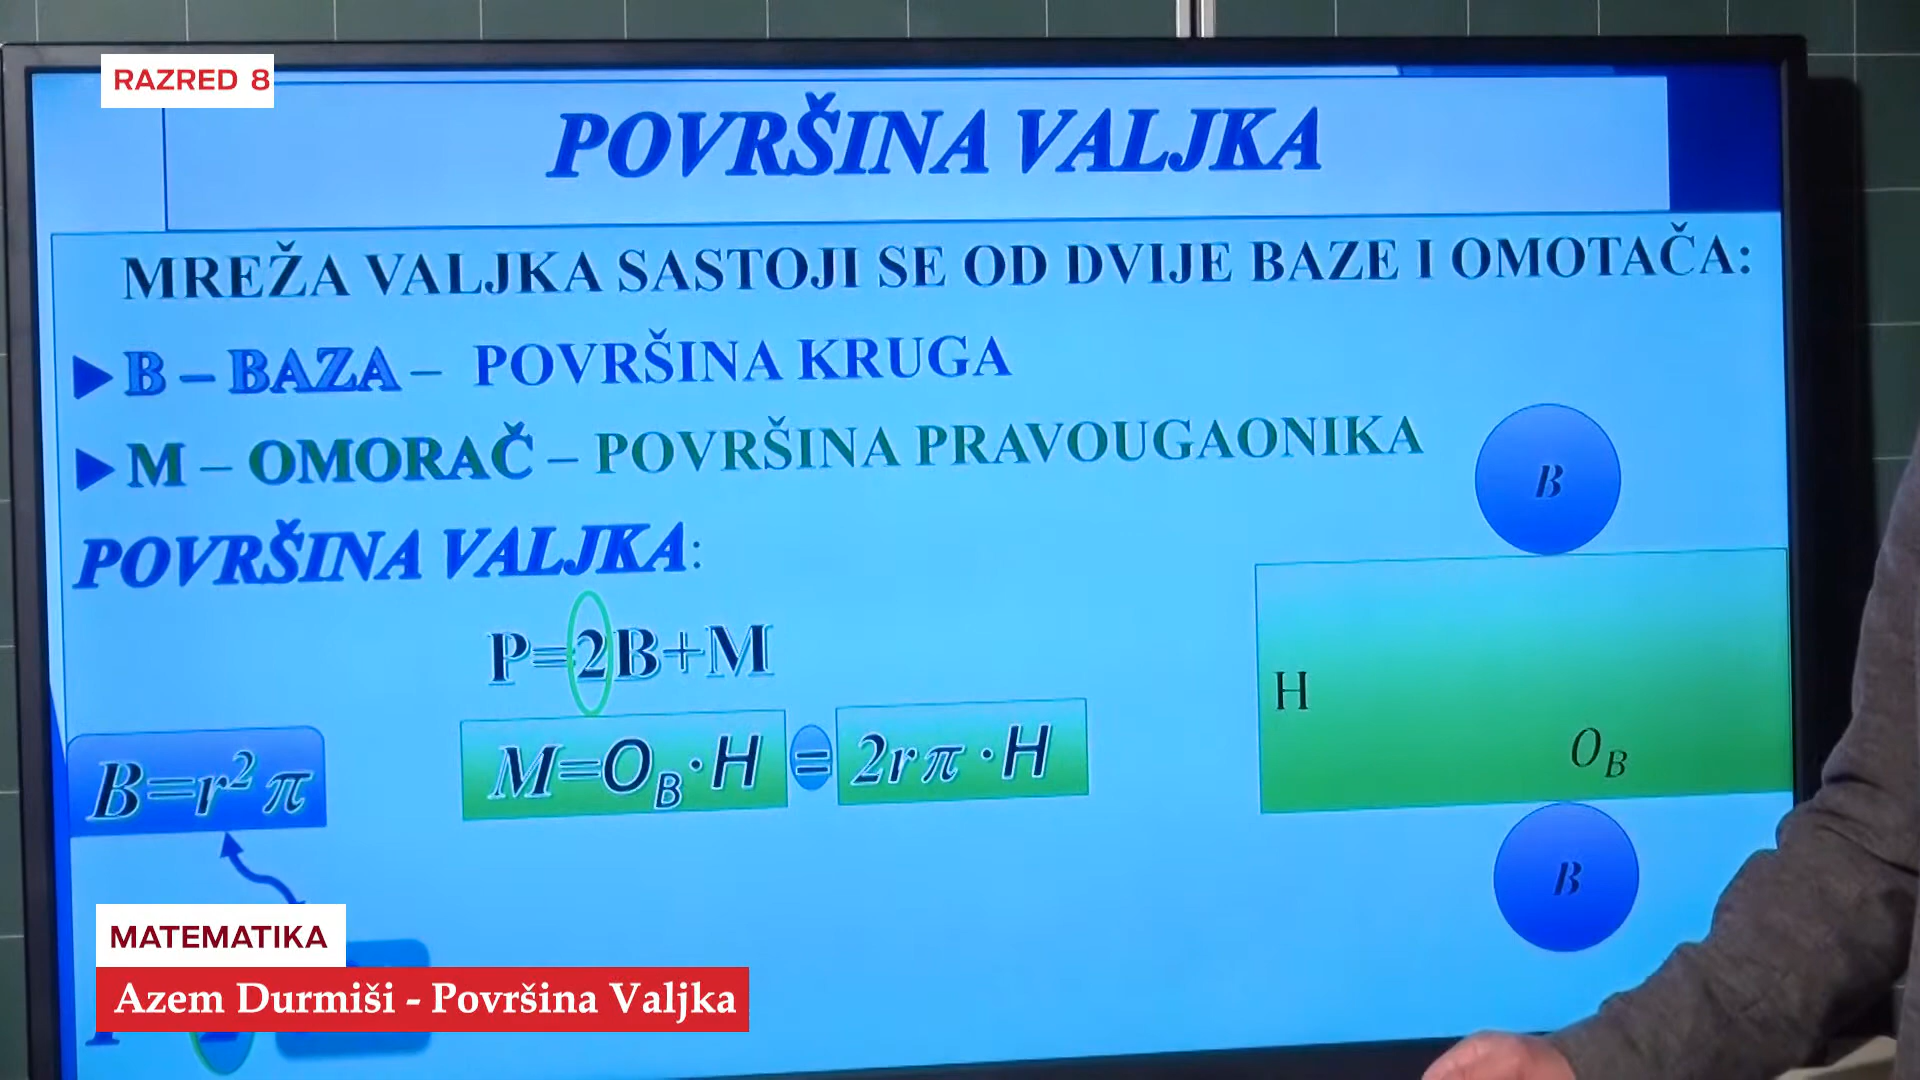 RAZRED 8
POVRŠINA VALJKA
MREŽA VALJKA SASTOJI SE OD DVIJE BAZE I OMOTAČA:
B – BAZA – POVRŠINA KRUGA
M – OMORAČ – POVRŠINA PRAVOUGAONIKA
B
POVRŠINA VALJKA:
P=2B+M
H
O_B
B=r² π
M=O_B·H = 2rπ·H
B
MATEMATIKA
Azem Durmiši - Površina Valjka